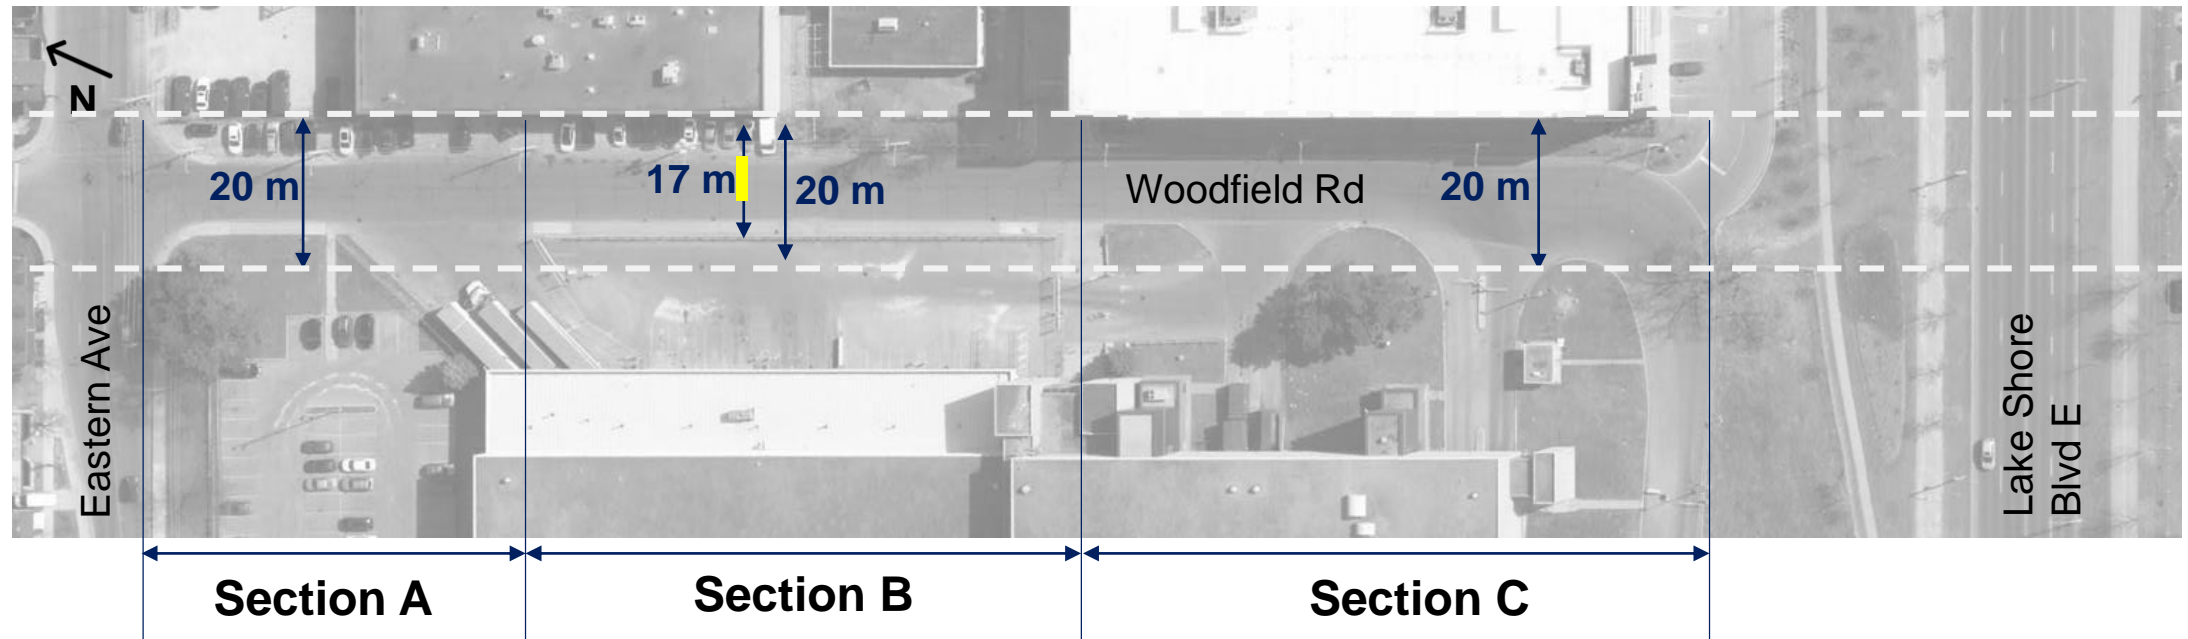 N
20 m
17 m
20 m
Woodfield Rd
20 m
Eastern Ave
Lake Shore
Blvd E
Section A
Section B
Section C